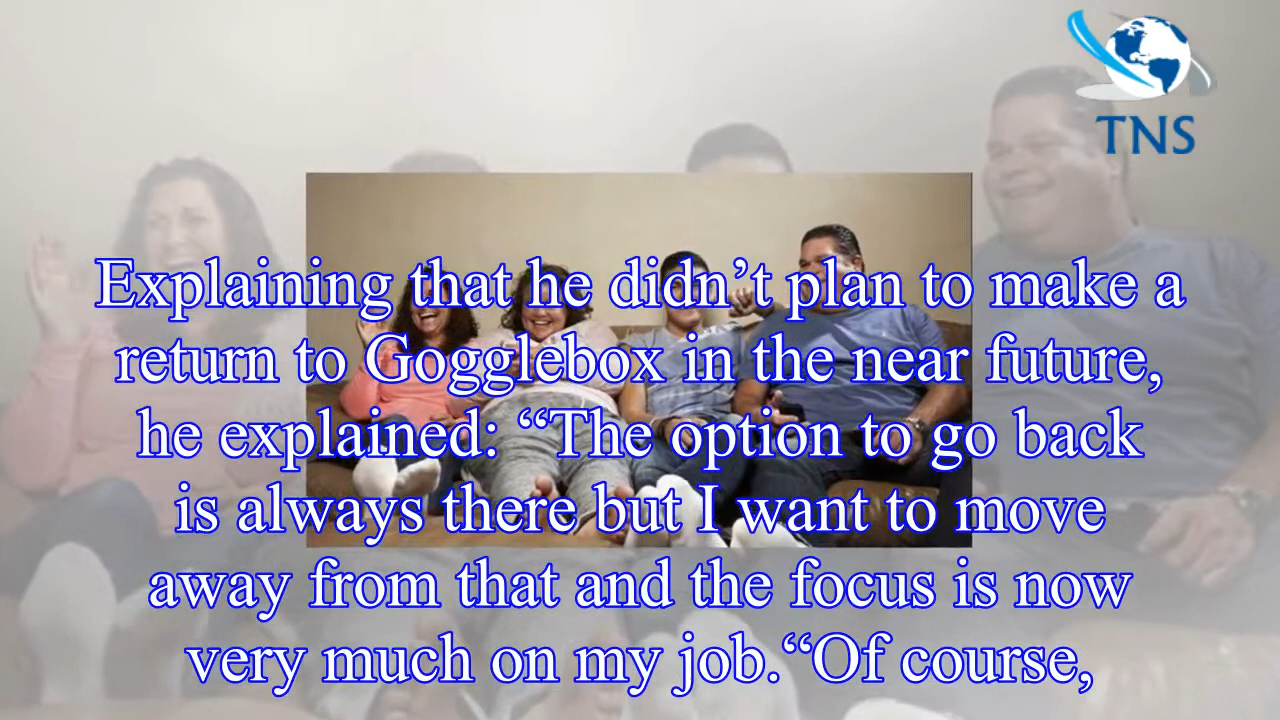 TNS
Explaining that he didn’t plan to make a
return to Gogglebox in the near future,
he explained: “The option to go back
is always there but I want to move
away from that and the focus is now
very much on my job.“Of course,